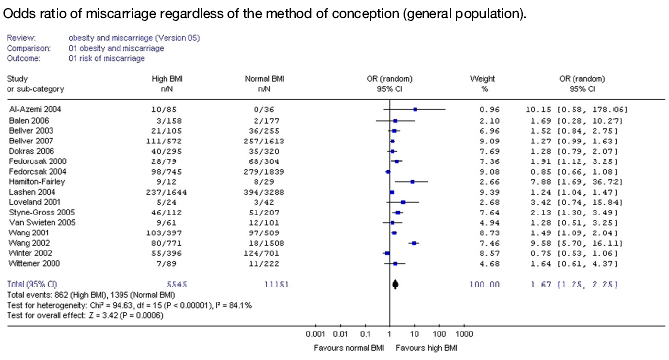 Odds ratio of miscarriage regardless of the method of conception (general population).
Review: obesity and miscarriage (Version 05)
Comparison: 01 obesity and miscarriage
Outcome: 01 risk of miscarriage
Study High BMI Normal BMI OR (random) Weight OR (random)
or sub-category n/N n/N 95% CI % 95% CI
Al-Azemi 2004 10/85 0/36 0.96 10.15 [0.58, 178.06]
Balen 2006 3/158 2/177 2.10 1.69 [0.28, 10.27]
Bellver 2003 21/105 36/255 6.96 1.52 [0.84, 2.75]
Bellver 2007 111/572 257/1613 9.09 1.27 [0.99, 1.63]
Dokras 2006 40/295 35/320 7.69 1.28 [0.79, 2.07]
Fedorcsak 2000 28/79 68/304 7.36 1.91 [1.12, 3.25]
Fedorcsak 2004 98/745 279/1839 9.08 0.85 [0.66, 1.08]
Hamilton-Fairley 9/12 8/29 2.66 7.88 [1.69, 36.72]
Lashen 2004 237/1644 394/3288 9.39 1.24 [1.04, 1.47]
Loveland 2001 5/24 3/42 2.68 3.42 [0.74, 15.84]
Styne-Gross 2005 46/112 51/207 7.64 2.13 [1.30, 3.49]
Van Swieten 2005 9/61 12/101 5.01 1.28 [0.51, 3.25]
Wang 2001 103/397 97/509 8.73 1.49 [1.09, 2.04]
Wang 2002 80/771 18/1508 7.46 9.58 [5.70, 16.11]
Winter 2002 55/396 124/701 8.57 0.75 [0.53, 1.06]
Wittemer 2000 7/89 11/222 4.68 1.64 [0.61, 4.37]
Total (95% CI) 5545 11151 100.00 1.67 [1.25, 2.25]
Total events: 862 (High BMI), 1395 (Normal BMI)
Test for heterogeneity: Chi² = 94.63, df = 15 (P < 0.00001), I² = 84.1%
Test for overall effect: Z = 3.42 (P = 0.0006)
0.001 0.01 0.1 1 10 100 1000
Favours normal BMI Favours high BMI